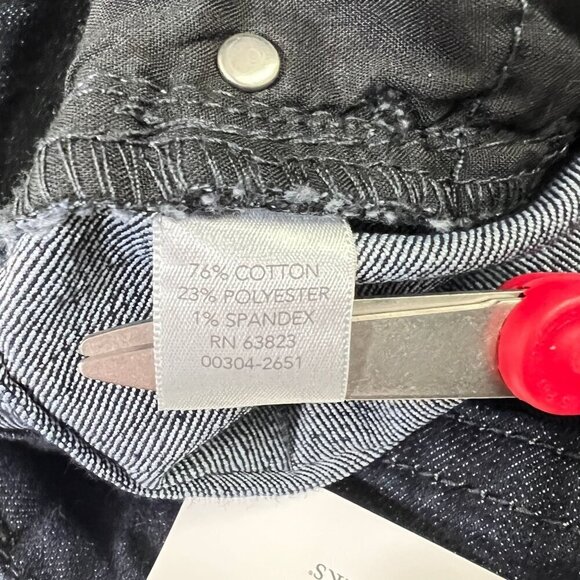 76% COTTON
23% POLYESTER
1% SPANDEX
RN 63823
00304-2651